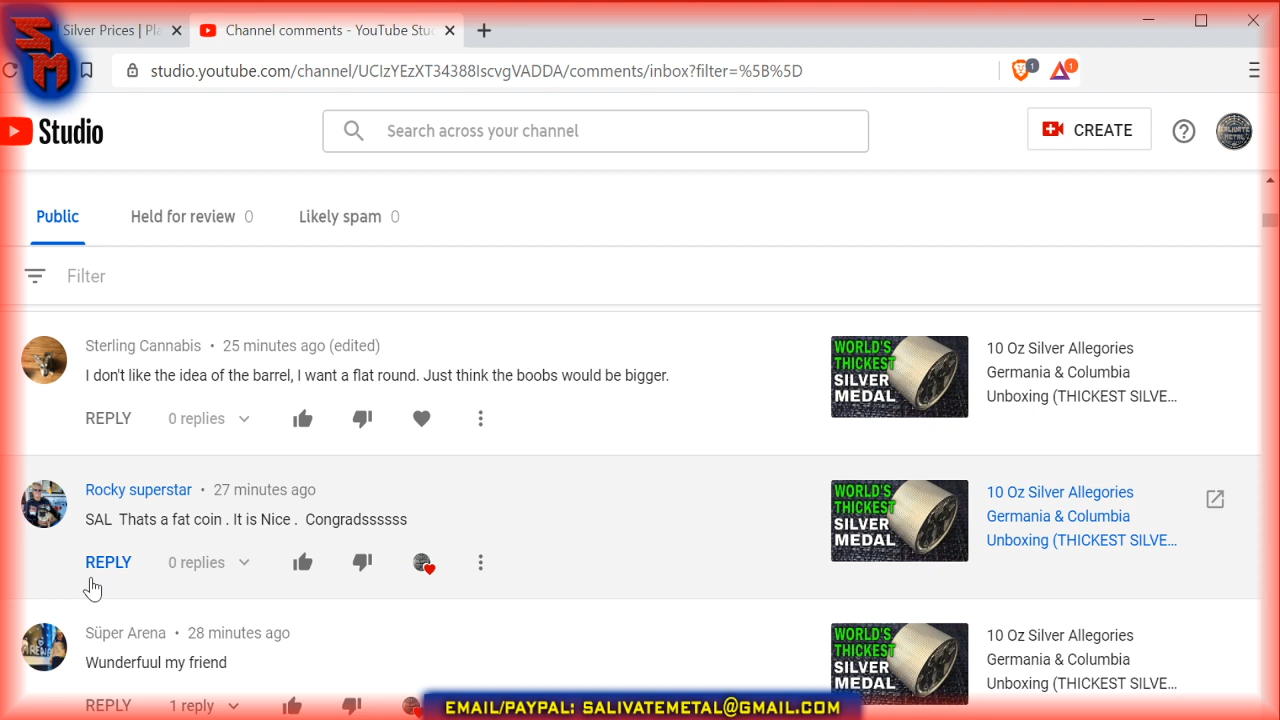 SM
Silver Prices | Pla
Channel comments - YouTube Stu
studio.youtube.com/channel/UCIzYEzXT34388IscvgVADDA/comments/inbox?filter=%5B%5D
1
1
Studio
Search across your channel
CREATE
Public
Held for review 0
Likely spam 0
Filter
Sterling Cannabis • 25 minutes ago (edited)
I don't like the idea of the barrel, I want a flat round. Just think the boobs would be bigger.
REPLY 0 replies
WORLD'S
THICKEST
SILVER
MEDAL
10 Oz Silver Allegories
Germania & Columbia
Unboxing (THICKEST SILVE...
Rocky superstar • 27 minutes ago
SAL Thats a fat coin . It is Nice . Congradssssss
REPLY 0 replies
WORLD'S
THICKEST
SILVER
MEDAL
10 Oz Silver Allegories
Germania & Columbia
Unboxing (THICKEST SILVE...
Süper Arena • 28 minutes ago
Wunderfuul my friend
REPLY 1 reply
WORLD'S
THICKEST
SILVER
MEDAL
10 Oz Silver Allegories
Germania & Columbia
Unboxing (THICKEST SILVE...
EMAIL/PAYPAL: SALIVATEMETAL@GMAIL.COM